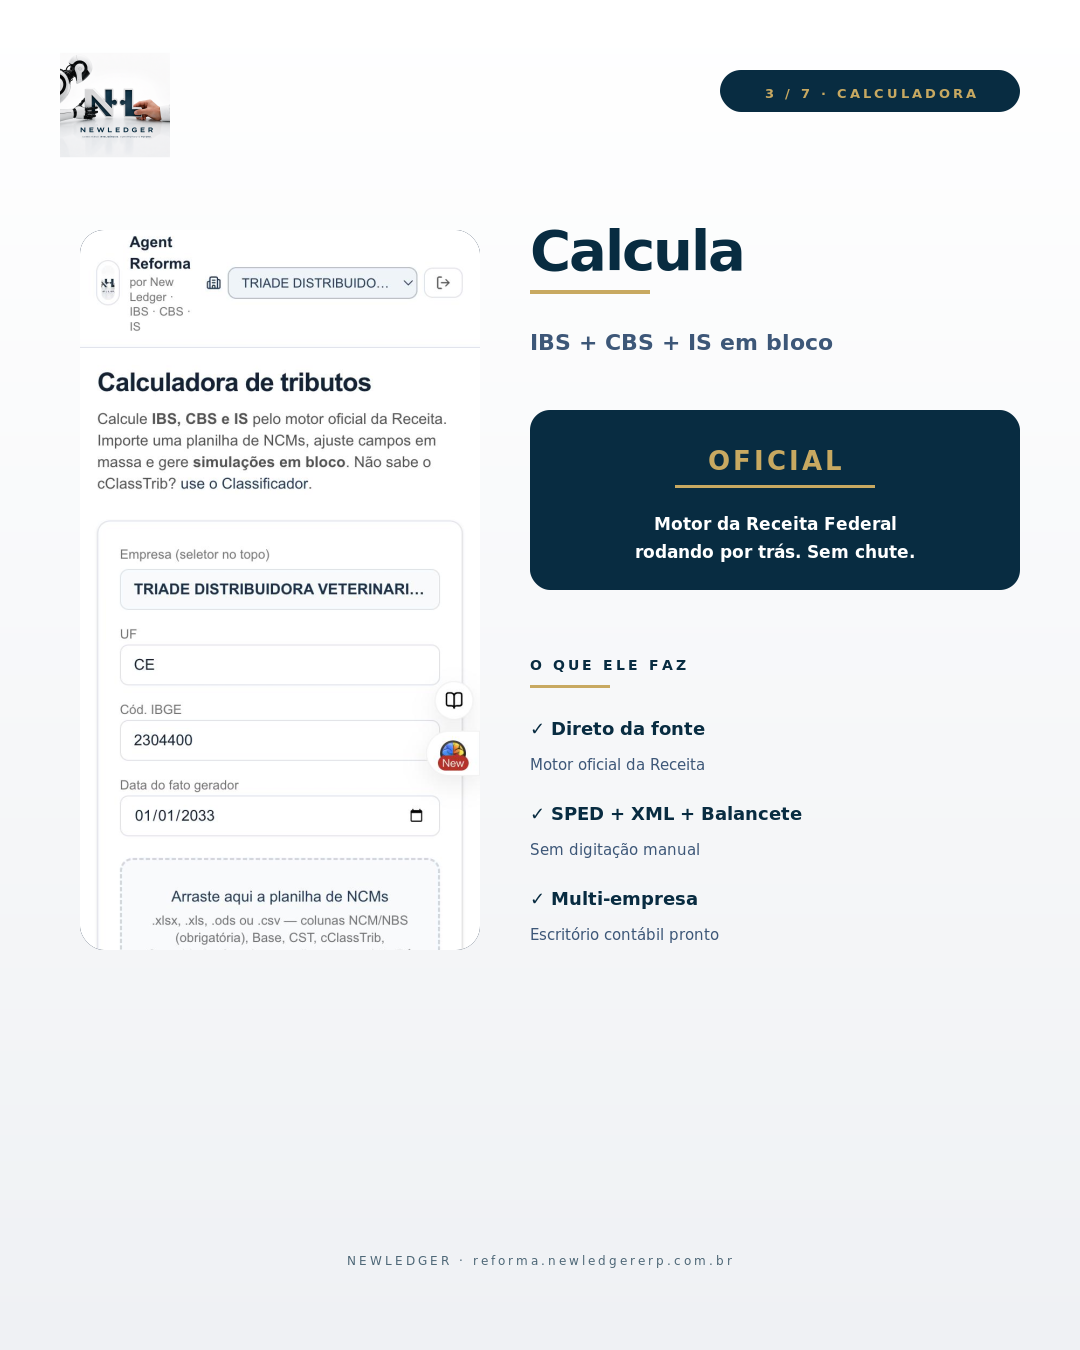 NEWLEDGER
3 / 7 · CALCULADORA
Agent
Reforma
por New
Ledger ·
IBS · CBS ·
IS
TRIADE DISTRIBUIDO...
Calculadora de tributos
Calcule IBS, CBS e IS pelo motor oficial da Receita.
Importe uma planilha de NCMs, ajuste campos em
massa e gere simulações em bloco. Não sabe o
cClassTrib? use o Classificador.
Empresa (seletor no topo)
TRIADE DISTRIBUIDORA VETERINARI...
UF
CE
Cód. IBGE
2304400
New
Data do fato gerador
01/01/2033
Arraste aqui a planilha de NCMs
.xlsx, .xls, .ods ou .csv — colunas NCM/NBS
(obrigatória), Base, CST, cClassTrib,
Calcula
IBS + CBS + IS em bloco
OFICIAL
Motor da Receita Federal
rodando por trás. Sem chute.
O QUE ELE FAZ
✓ Direto da fonte
Motor oficial da Receita
✓ SPED + XML + Balancete
Sem digitação manual
✓ Multi-empresa
Escritório contábil pronto
NEWLEDGER · reforma.newledgererp.com.br